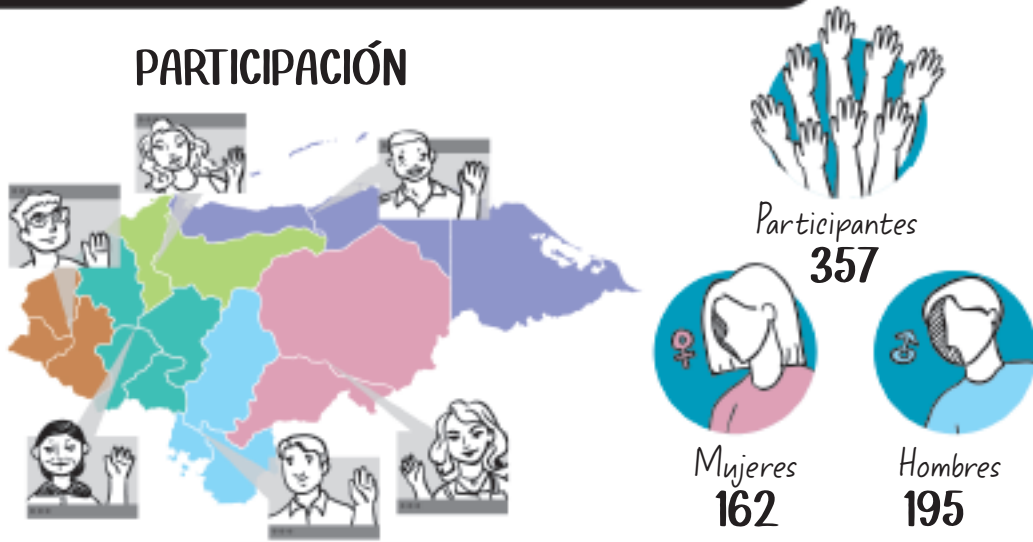 PARTICIPACIÓN
Participantes
357
Mujeres
162
Hombres
195